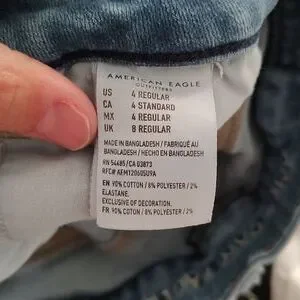 AMERICAN EAGLE
OUTFITTERS
US 4 REGULAR
CA 4 STANDARD
MX 4 REGULAR
UK 8 REGULAR
MADE IN BANGLADESH / FABRIQUÉ AU
BANGLADESH / HECHO EN BANGLADESH
RN 54485/CA 03873
RFC# AEM120605U9A
EN 90% COTTON / 8% POLYESTER / 2%
ELASTANE.
EXCLUSIVE OF DECORATION.
FR 90% COTON / 8% POLYESTER / 2%